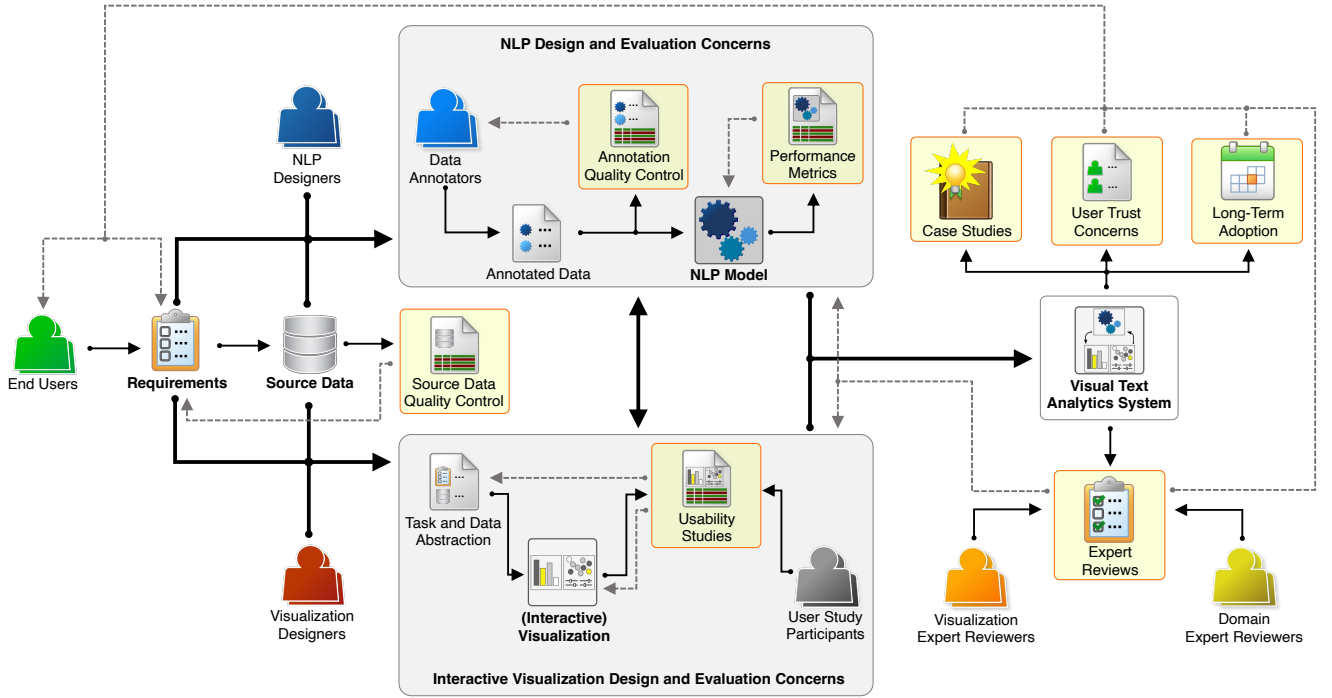 NLP Design and Evaluation Concerns
NLP
Designers
Data
Annotators
Annotation
Quality Control
Performance
Metrics
Annotated Data
NLP Model
Case Studies
User Trust
Concerns
Long-Term
Adoption
End Users
Requirements
Source Data
Source Data
Quality Control
Visual Text
Analytics System
Task and Data
Abstraction
Usability
Studies
(Interactive)
Visualization
User Study
Participants
Visualization
Designers
Expert
Reviews
Visualization
Expert Reviewers
Domain
Expert Reviewers
Interactive Visualization Design and Evaluation Concerns